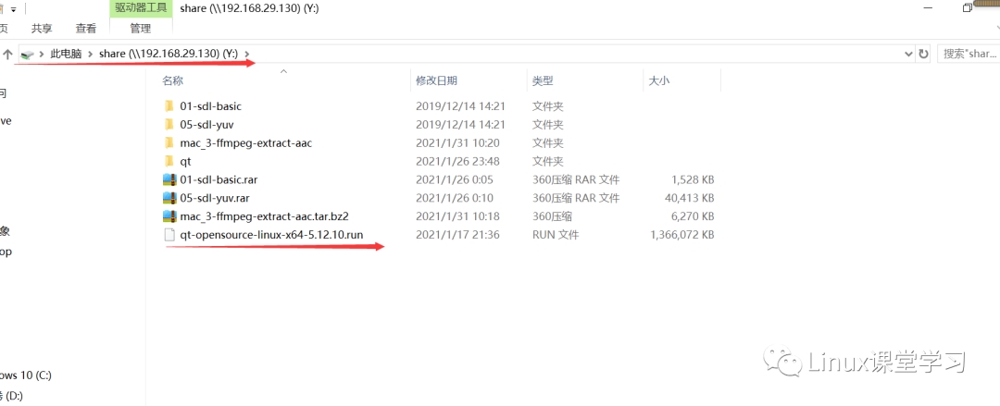 驱动器工具 share (\\192.168.29.130) (Y:)
共享 查看 管理
此电脑 share (\\192.168.29.130) (Y:) 搜索"shar...
名称 修改日期 类型 大小
01-sdl-basic 2019/12/14 14:21 文件夹
05-sdl-yuv 2019/12/14 14:21 文件夹
mac_3-ffmpeg-extract-aac 2021/1/31 10:20 文件夹
qt 2021/1/26 23:48 文件夹
01-sdl-basic.rar 2021/1/26 0:05 360压缩 RAR 文件 1,528 KB
05-sdl-yuv.rar 2021/1/26 0:10 360压缩 RAR 文件 40,413 KB
mac_3-ffmpeg-extract-aac.tar.bz2 2021/1/31 10:18 360压缩 6,270 KB
qt-opensource-linux-x64-5.12.10.run 2021/1/17 21:36 RUN 文件 1,366,072 KB
页
问
ve
象
op
ows 10 (C:)
(D:)
Linux课堂学习